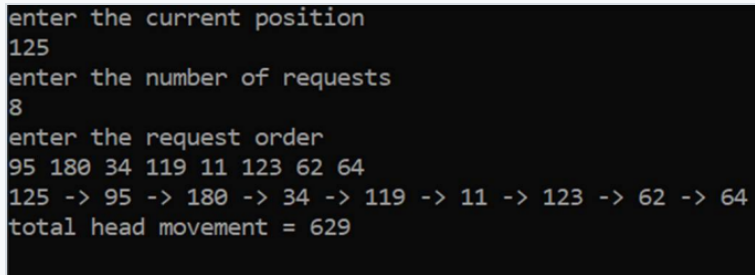 enter the current position
125
enter the number of requests
8
enter the request order
95 180 34 119 11 123 62 64
125 -> 95 -> 180 -> 34 -> 119 -> 11 -> 123 -> 62 -> 64
total head movement = 629